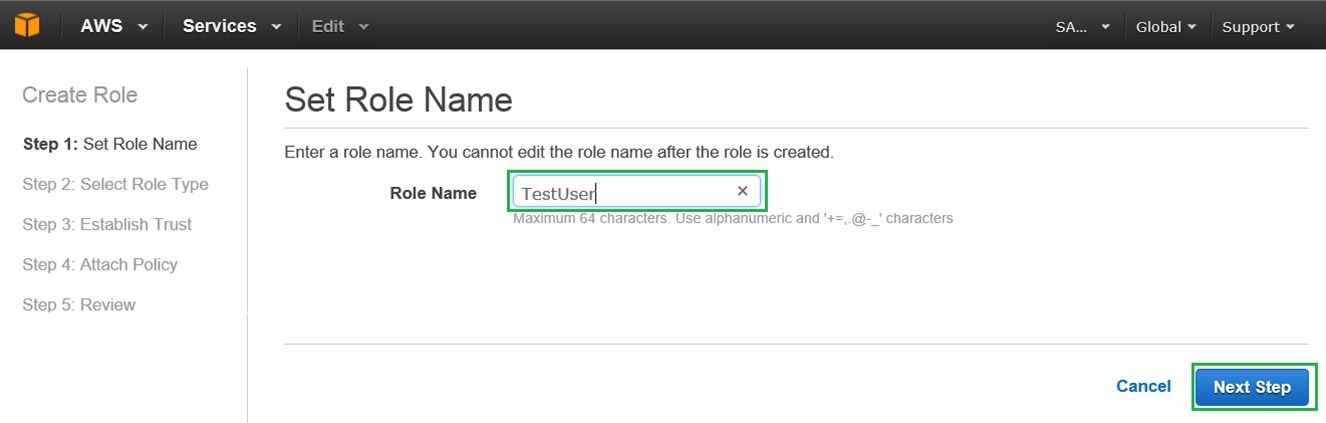 AWS Services Edit SA... Global Support
Create Role
Step 1: Set Role Name
Step 2: Select Role Type
Step 3: Establish Trust
Step 4: Attach Policy
Step 5: Review
Set Role Name
Enter a role name. You cannot edit the role name after the role is created.
Role Name TestUser ×
Maximum 64 characters. Use alphanumeric and '+=,.@-_' characters
Cancel Next Step